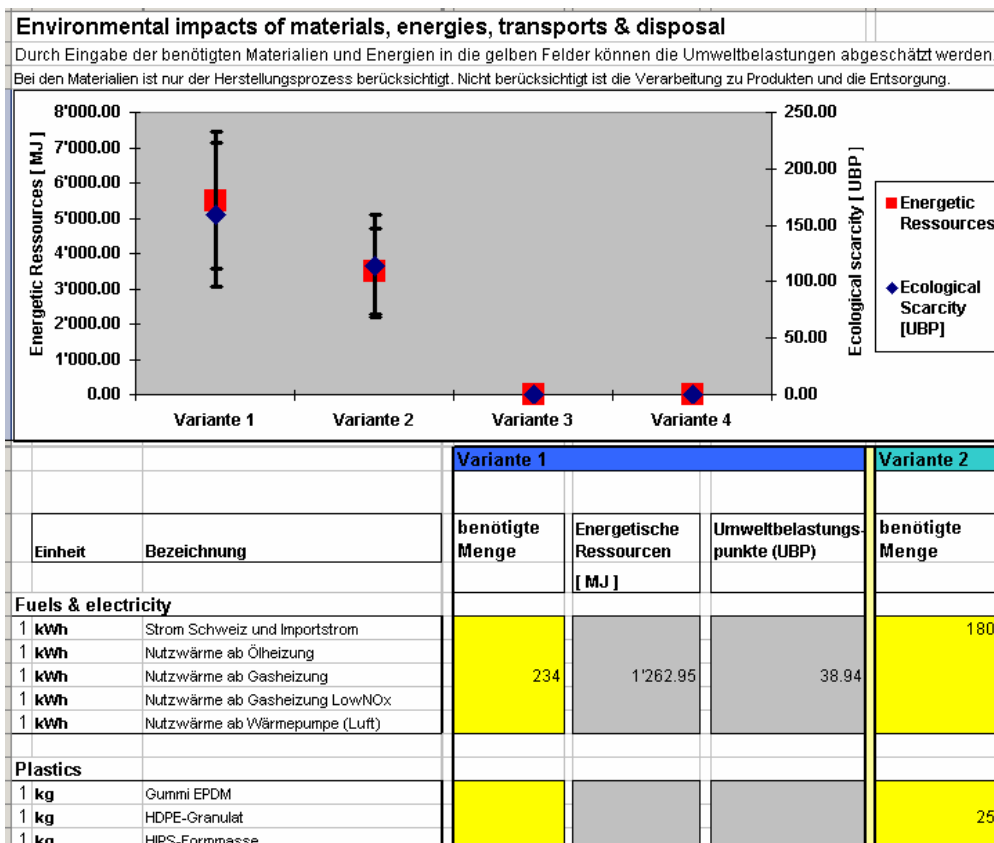 Environmental impacts of materials, energies, transports & disposal
Durch Eingabe der benötigten Materialien und Energien in die gelben Felder können die Umweltbelastungen abgeschätzt werden.
Bei den Materialien ist nur der Herstellungsprozess berücksichtigt. Nicht berücksichtigt ist die Verarbeitung zu Produkten und die Entsorgung.
8'000.00
7'000.00
6'000.00
5'000.00
4'000.00
3'000.00
2'000.00
1'000.00
0.00
Energetic Ressources [ MJ ]
250.00
200.00
150.00
100.00
50.00
0.00
Ecological scarcity [ UBP ]
Variante 1 Variante 2 Variante 3 Variante 4
Energetic
Ressources
Ecological
Scarcity
[UBP]
Variante 1 Variante 2
benötigte Energetische Umweltbelastungs- benötigte
Einheit Bezeichnung Menge Ressourcen punkte (UBP) Menge
[ MJ ]
Fuels & electricity
1 kWh Strom Schweiz und Importstrom 180
1 kWh Nutzwärme ab Ölheizung
1 kWh Nutzwärme ab Gasheizung 234 1'262.95 38.94
1 kWh Nutzwärme ab Gasheizung LowNOx
1 kWh Nutzwärme ab Wärmepumpe (Luft)
Plastics
1 kg Gummi EPDM
1 kg HDPE-Granulat 25
1 kg HIPS-Formmasse